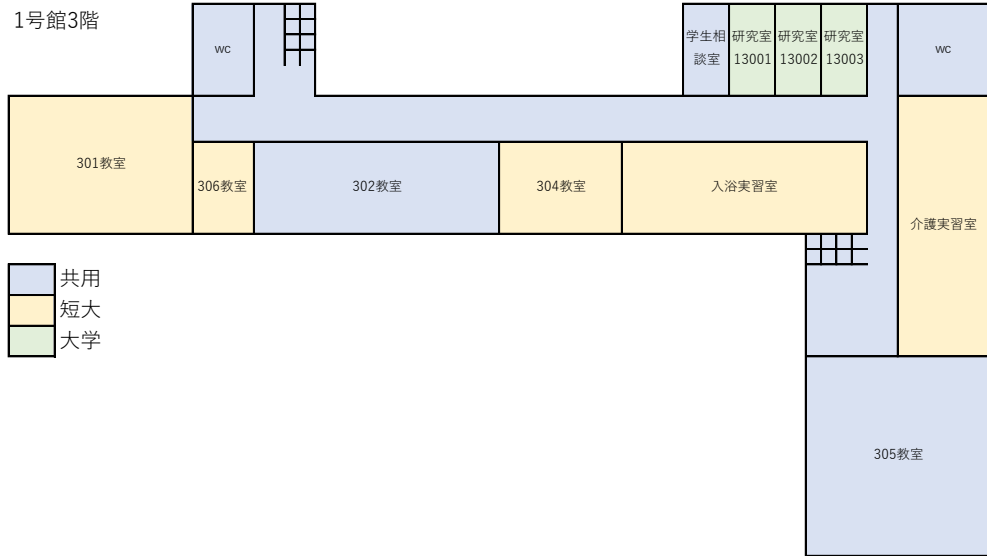 1号館3階
wc
学生相
談室
研究室
13001
研究室
13002
研究室
13003
wc
301教室
306教室
302教室
304教室
入浴実習室
介護実習室
共用
短大
大学
305教室